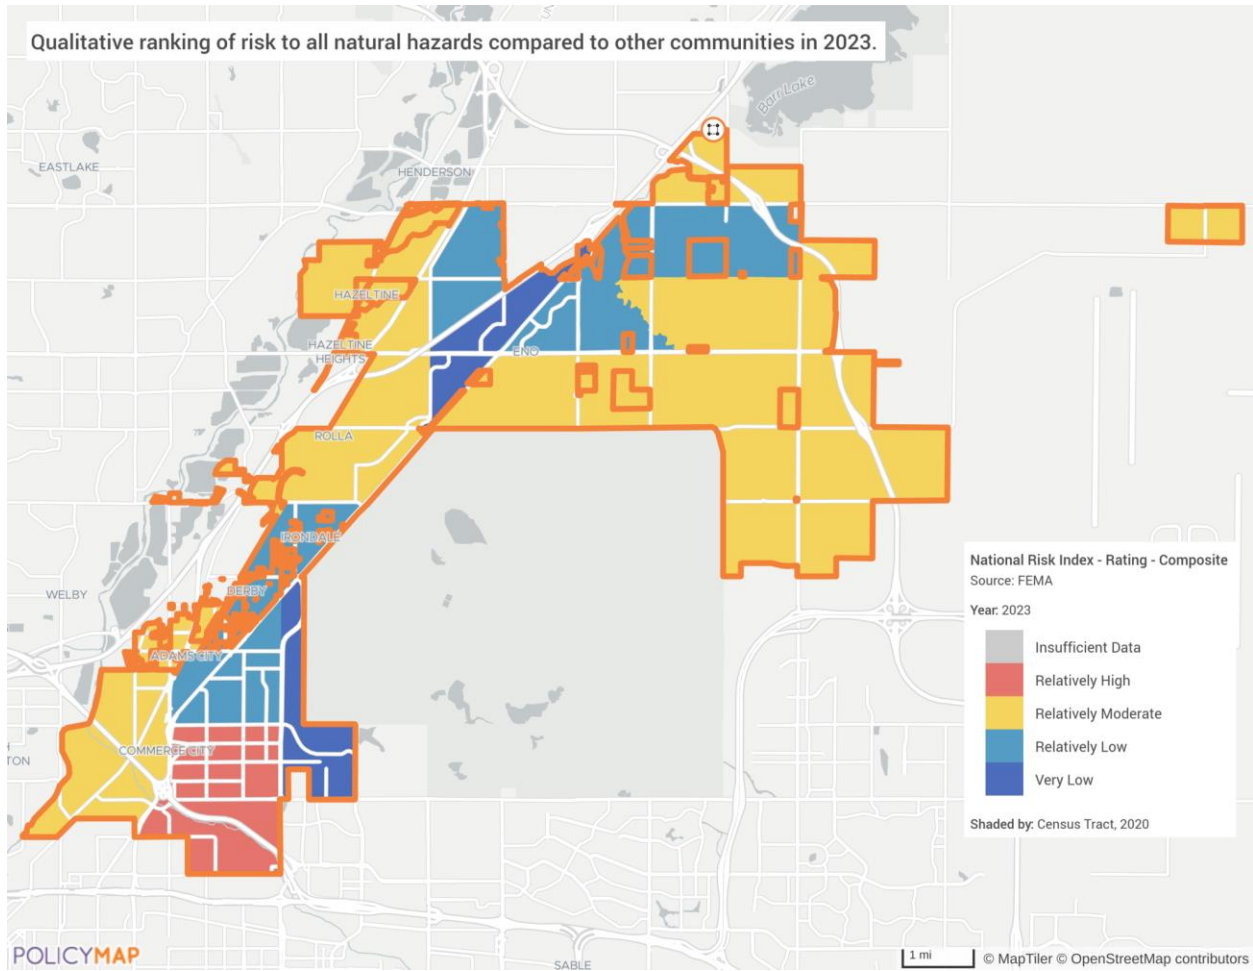 Qualitative ranking of risk to all natural hazards compared to other communities in 2023.
Barr Lake
EASTLAKE
HENDERSON
HAZELTINE
HAZELTINE
HEIGHTS
ENO
ROLLA
IRONDALE
WELBY
DERBY
ADAMS CITY
COMMERCE CITY
TON
SABLE
National Risk Index - Rating - Composite
Source: FEMA
Year: 2023
Insufficient Data
Relatively High
Relatively Moderate
Relatively Low
Very Low
Shaded by: Census Tract, 2020
POLICYMAP
1 mi
© MapTiler © OpenStreetMap contributors